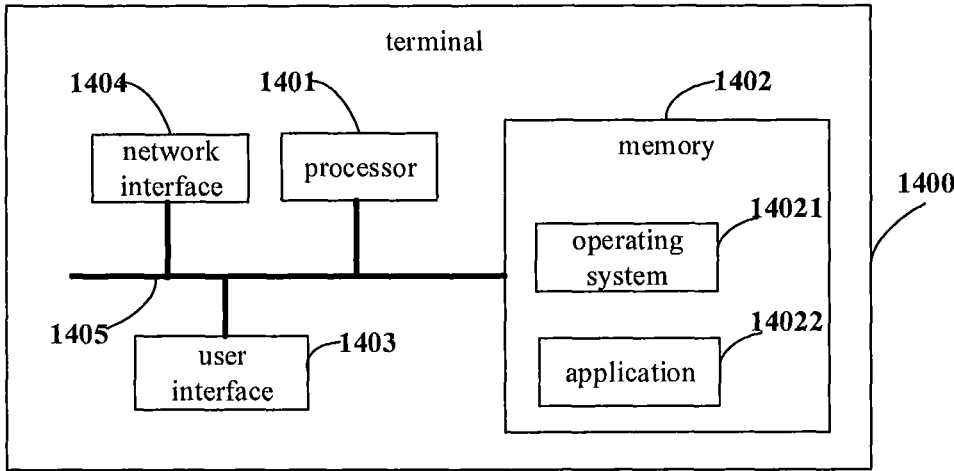 terminal
1404
1401
1402
network
interface
processor
memory
1400
14021
operating
system
1405
1403
14022
user
interface
application